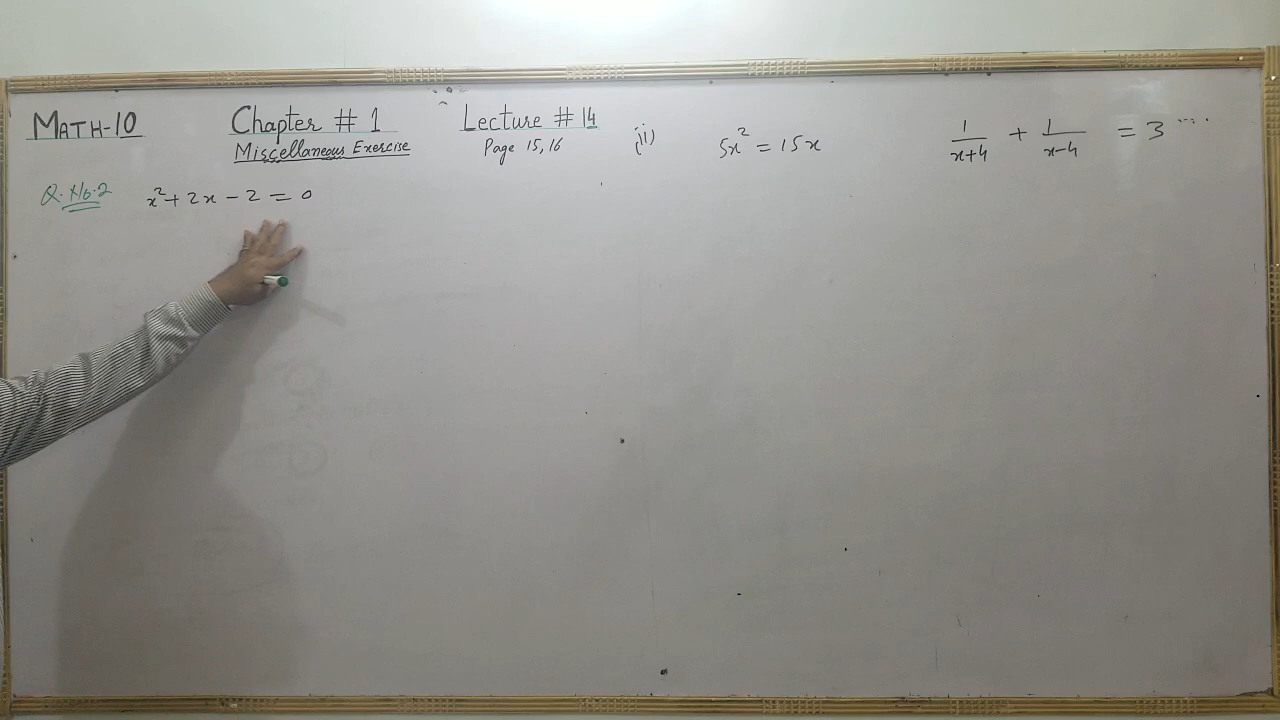 MATH-10
Chapter # 1
Miscellaneous Exercise
Lecture # 14
Page 15, 16
(ii) 5x² = 15x
1/(x+4) + 1/(x-4) = 3 ....
Q.No.2 x² + 2x - 2 = 0